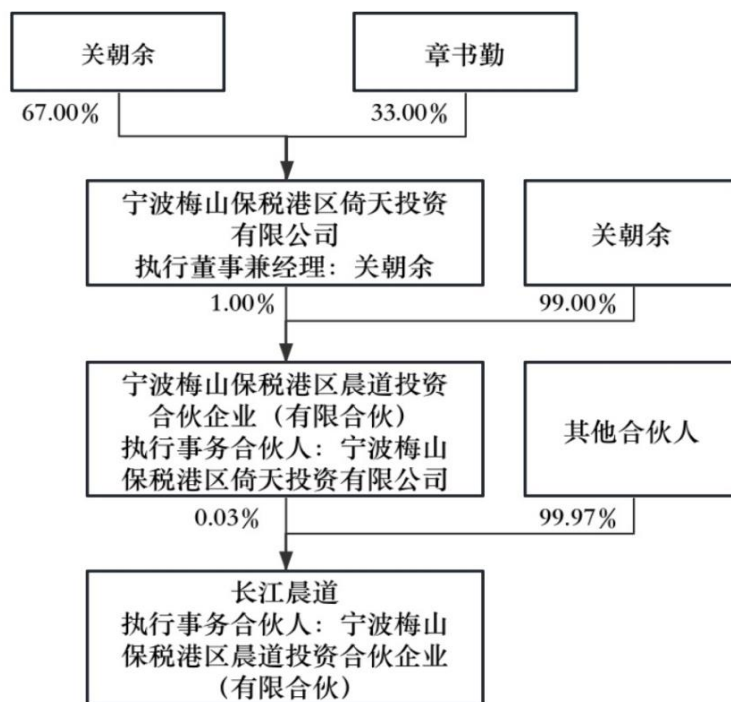 关朝余
章书勤
67.00%
33.00%
宁波梅山保税港区倚天投资
有限公司
执行董事兼经理：关朝余
关朝余
1.00%
99.00%
宁波梅山保税港区晨道投资
合伙企业（有限合伙）
执行事务合伙人：宁波梅山
保税港区倚天投资有限公司
其他合伙人
0.03%
99.97%
长江晨道
执行事务合伙人：宁波梅山
保税港区晨道投资合伙企业
（有限合伙）